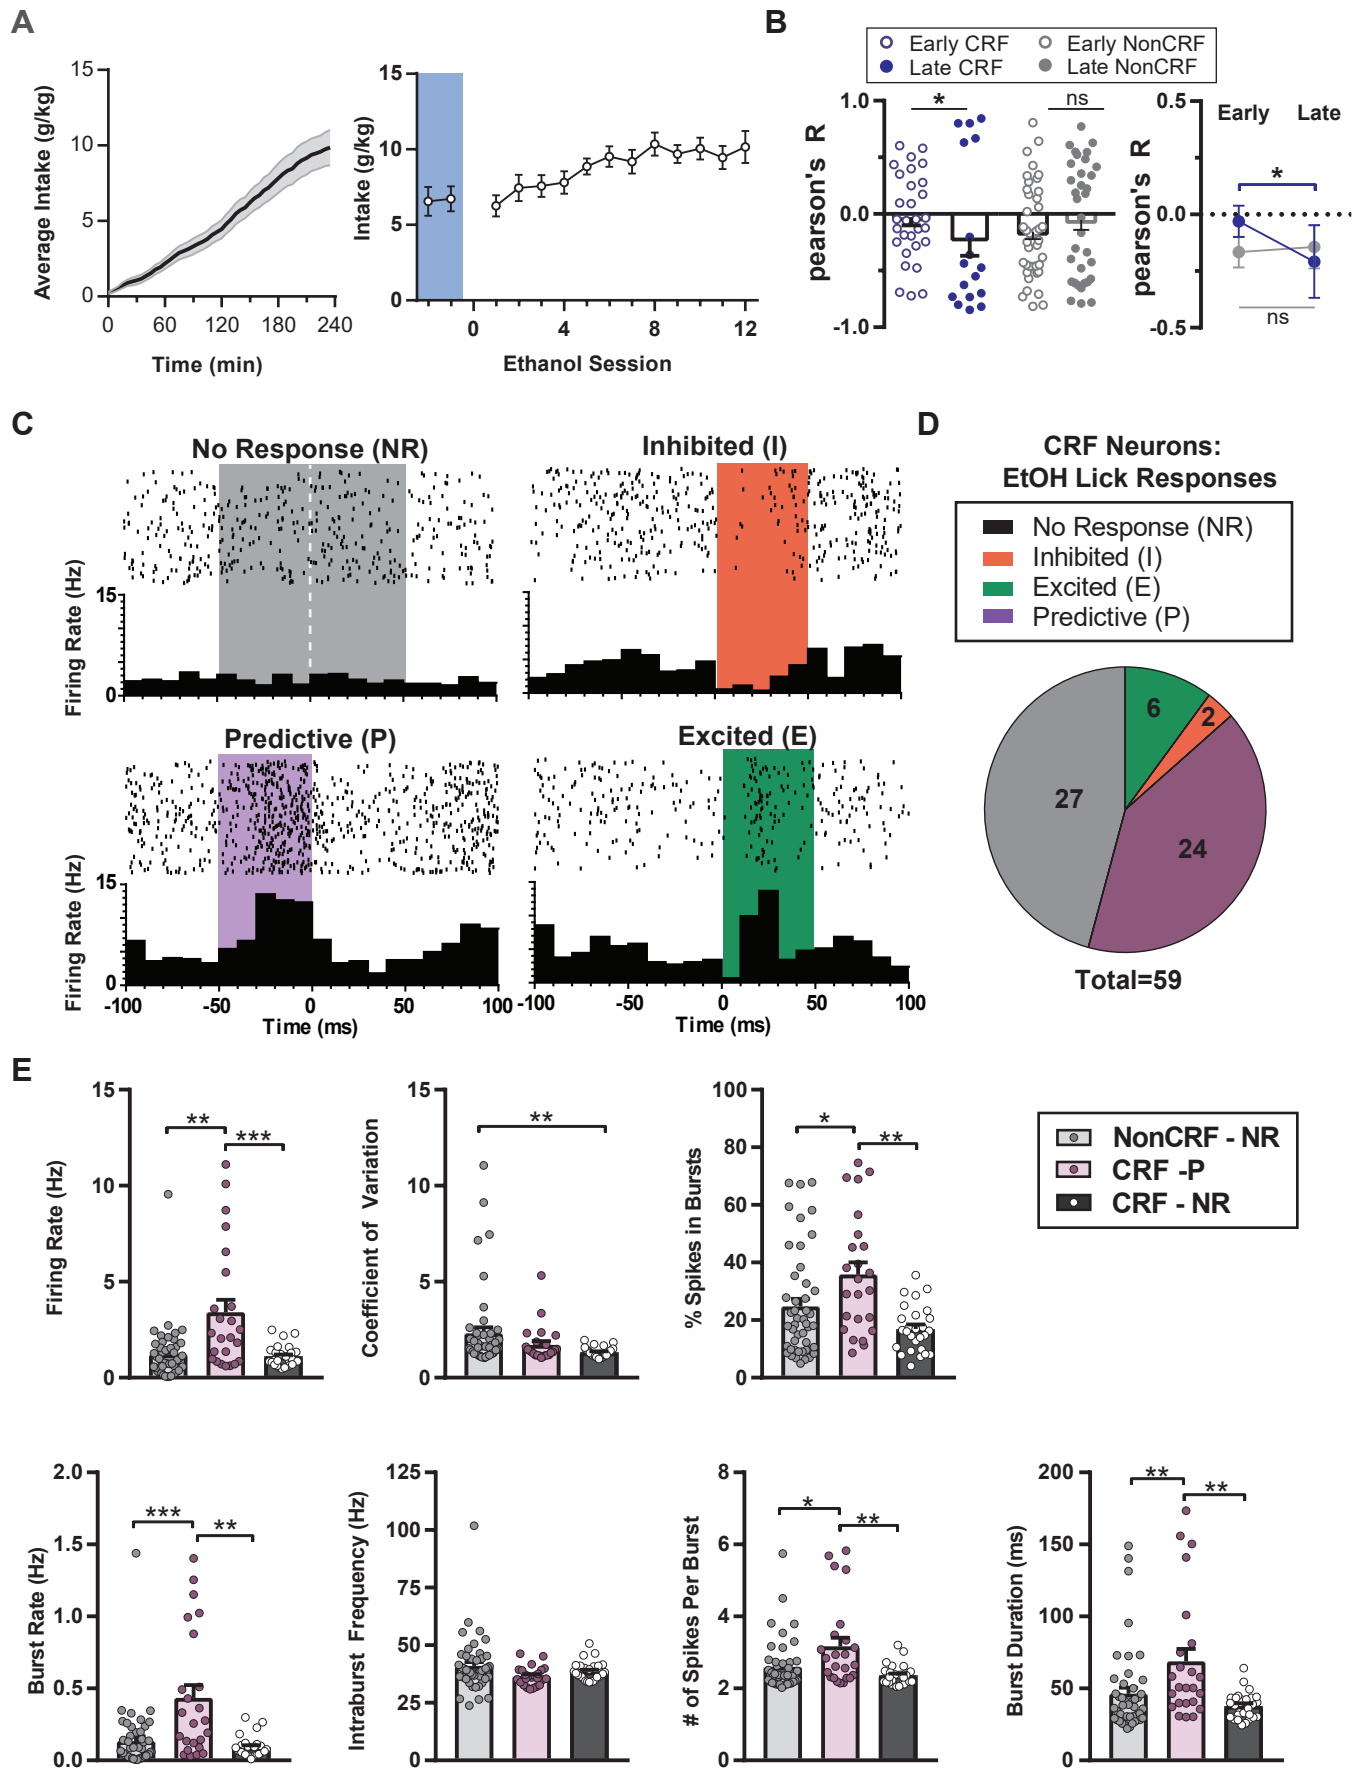 A
Average Intake (g/kg)
15
10
5
0
0
60
120
180
240
Time (min)
Intake (g/kg)
15
10
5
0
0
4
8
12
Ethanol Session
B
Early CRF
Early NonCRF
Late CRF
Late NonCRF
pearson's R
1.0
0.0
-1.0
*
ns
pearson's R
0.5
0.0
-0.5
Early
Late
*
ns
C
No Response (NR)
Firing Rate (Hz)
15
0
Inhibited (I)
Predictive (P)
Firing Rate (Hz)
15
0
-100
-50
0
50
100
Time (ms)
Excited (E)
-100
-50
0
50
100
Time (ms)
D
CRF Neurons:
EtOH Lick Responses
No Response (NR)
Inhibited (I)
Excited (E)
Predictive (P)
6
2
27
24
Total=59
E
Firing Rate (Hz)
15
10
5
0
**
***
Coefficient of Variation
15
10
5
0
**
% Spikes in Bursts
100
80
60
40
20
0
*
**
NonCRF - NR
CRF -P
CRF - NR
Burst Rate (Hz)
2.0
1.5
1.0
0.5
0.0
***
**
Intraburst Frequency (Hz)
125
100
75
50
25
0
# of Spikes Per Burst
8
6
4
2
0
*
**
Burst Duration (ms)
200
150
100
50
0
**
**